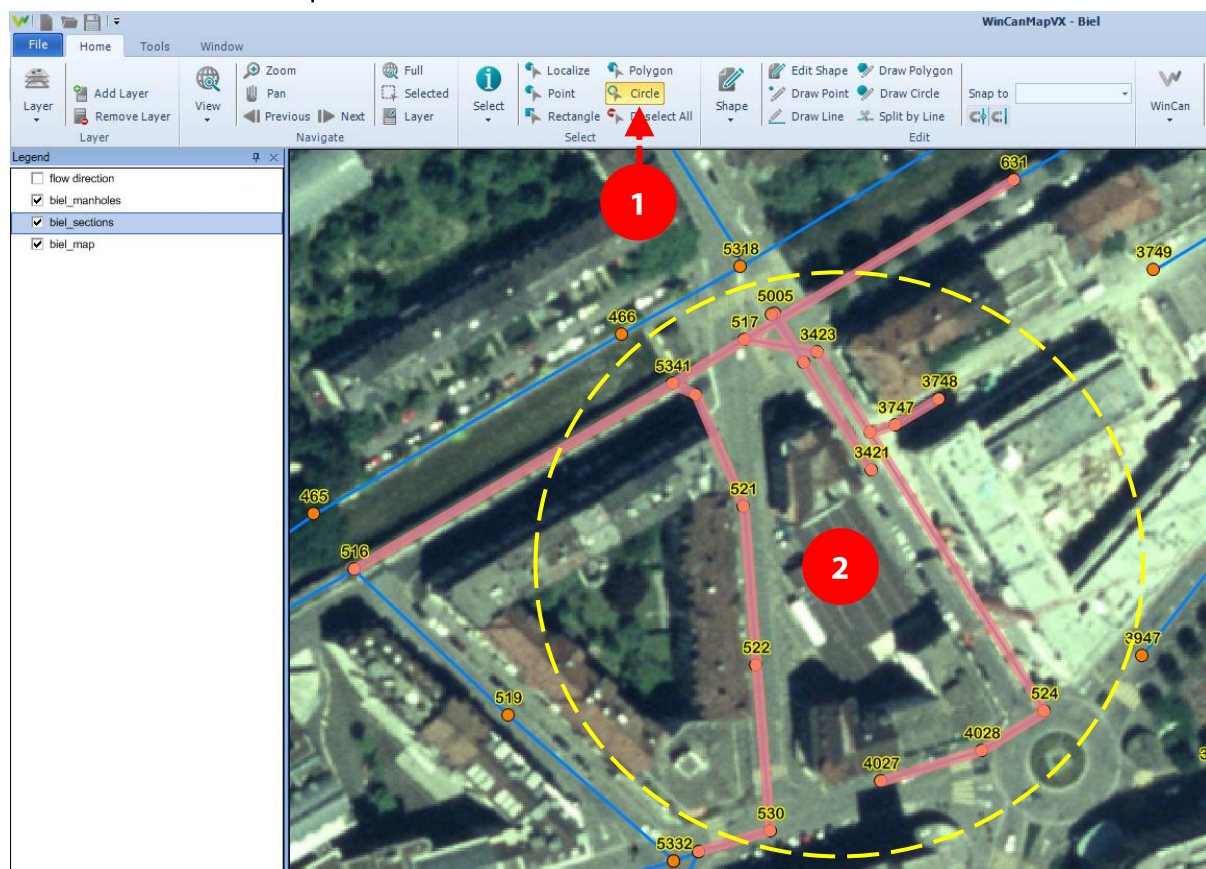 WinCanMapVX - Biel
File Home Tools Window
Layer
Add Layer
Remove Layer
Layer
View
Zoom
Pan
Previous Next
Full
Selected
Layer
Navigate
Select
Localize Polygon
Point Circle
Rectangle Deselect All
Select
Shape
Edit Shape Draw Polygon
Draw Point Draw Circle
Draw Line Split by Line
Snap to
Edit
WinCan
Legend
flow direction
biel_manholes
biel_sections
biel_map
1
631
5318
3749
5005
466
517
3423
5341
3748
3747
3421
465
521
516
2
522
3947
519
524
4028
4027
530
5332